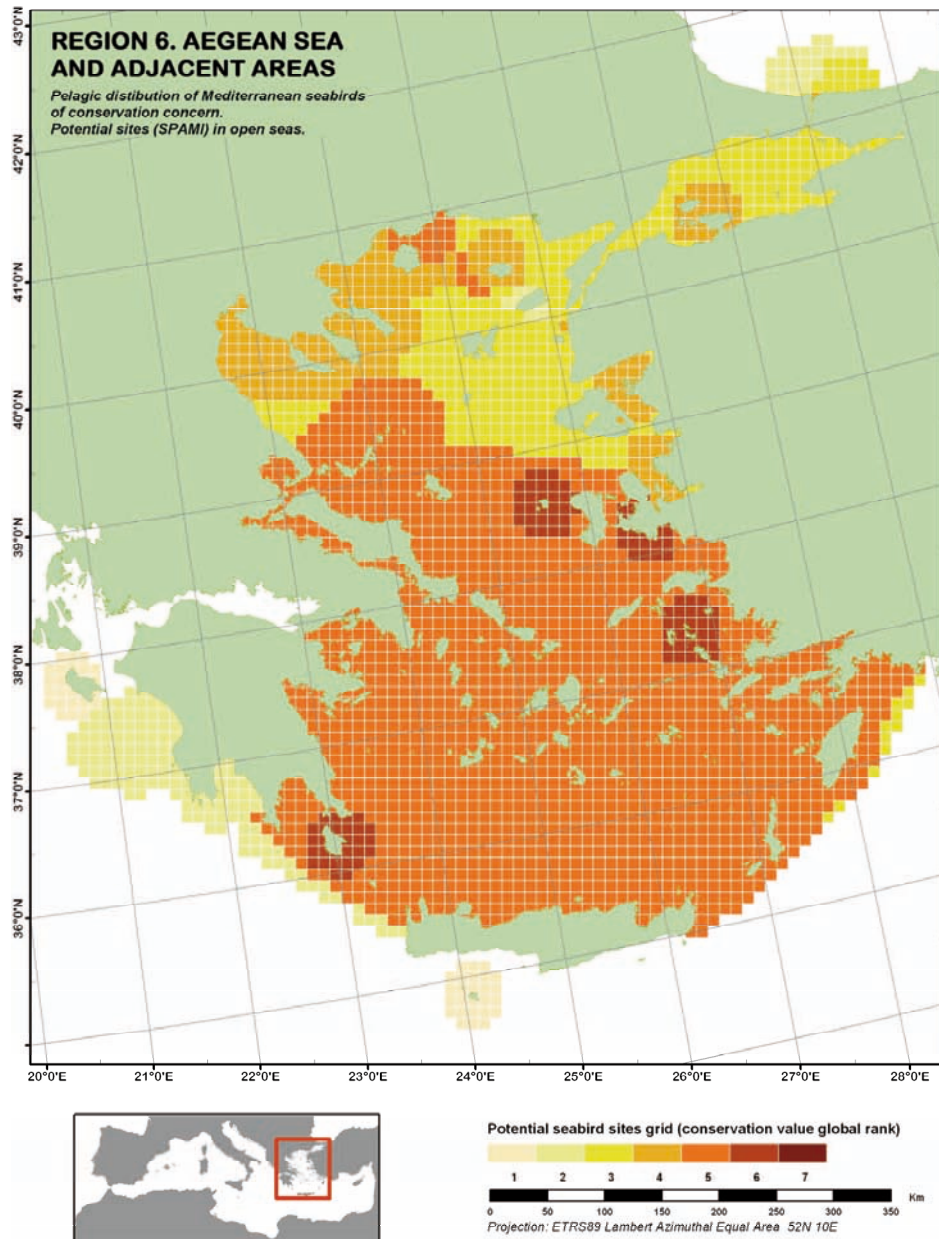 REGION 6. AEGEAN SEA
AND ADJACENT AREAS
Pelagic distibution of Mediterranean seabirds
of conservation concern.
Potential sites (SPAMI) in open seas.
43°0'N
42°0'N
41°0'N
40°0'N
39°0'N
38°0'N
37°0'N
36°0'N
20°0'E 21°0'E 22°0'E 23°0'E 24°0'E 25°0'E 26°0'E 27°0'E 28°0'E
Potential seabird sites grid (conservation value global rank)
1 2 3 4 5 6 7
Km
0 50 100 150 200 250 300 350
Projection: ETRS89 Lambert Azimuthal Equal Area 52N 10E